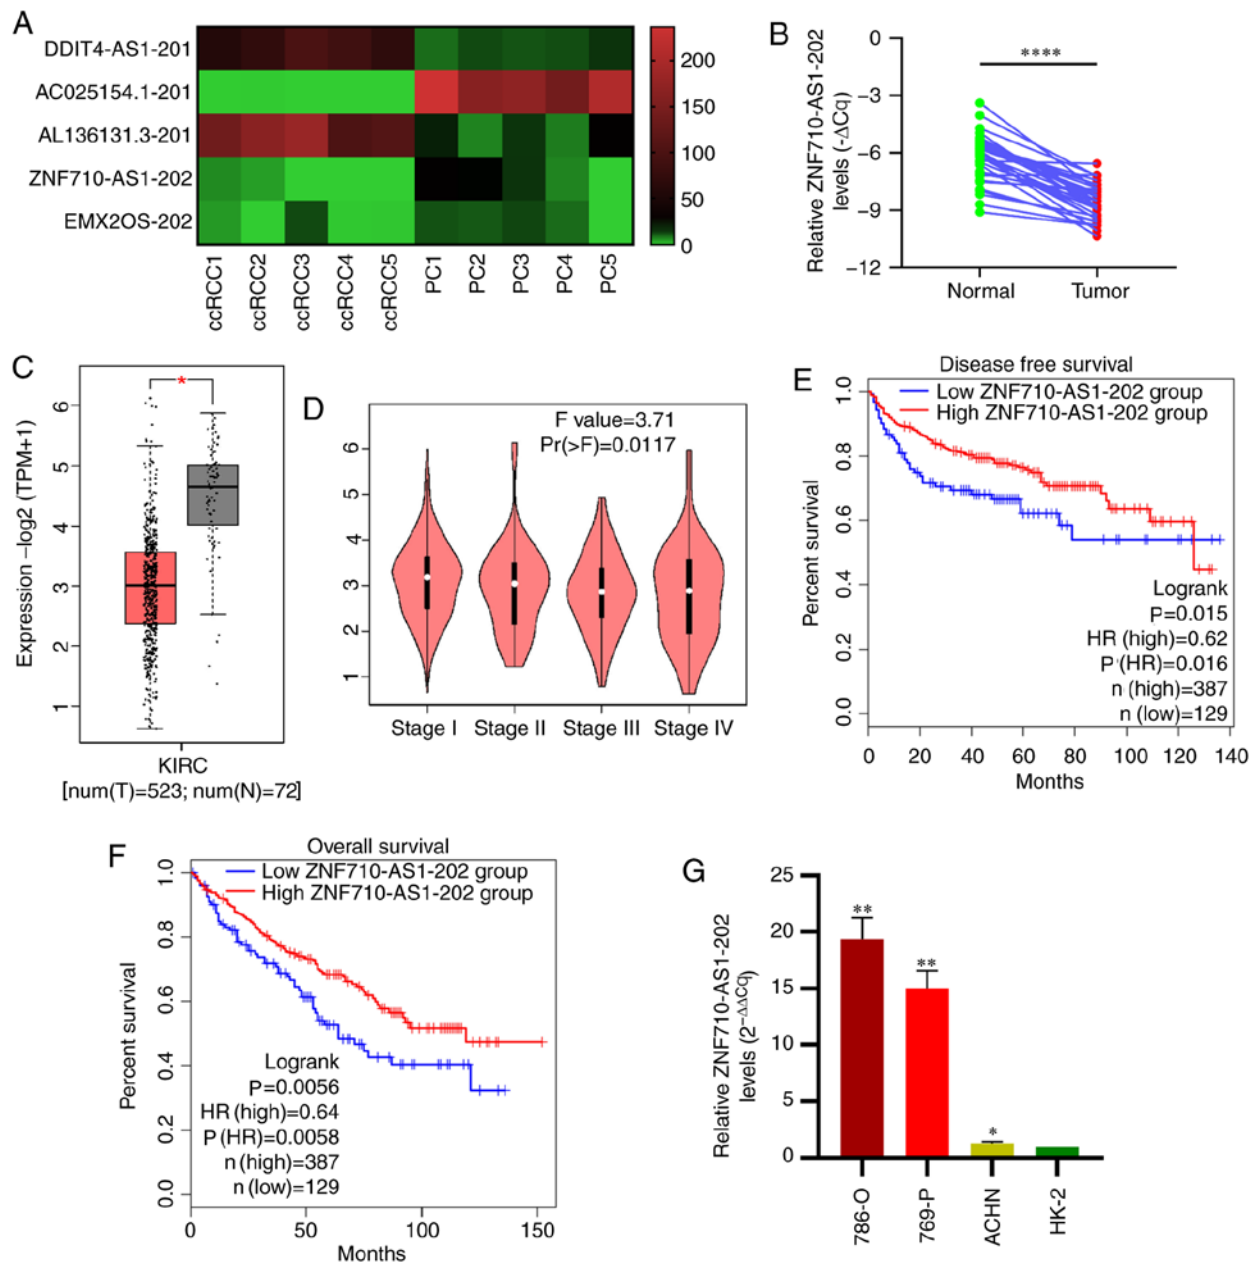 A
DDIT4-AS1-201
AC025154.1-201
AL136131.3-201
ZNF710-AS1-202
EMX2OS-202
ccRCC1
ccRCC2
ccRCC3
ccRCC4
ccRCC5
PC1
PC2
PC3
PC4
PC5
200
150
100
50
0
B
Relative ZNF710-AS1-202
levels (-ΔCq)
0
−3
−6
−9
−12
****
Normal
Tumor
C
Expression −log2 (TPM+1)
6
5
4
3
2
1
*
KIRC
[num(T)=523; num(N)=72]
D
F value=3.71
Pr(>F)=0.0117
6
5
4
3
2
1
Stage I
Stage II
Stage III
Stage IV
E
Disease free survival
Low ZNF710-AS1-202 group
High ZNF710-AS1-202 group
Percent survival
1.0
0.8
0.6
0.4
0.2
0.0
Logrank
P=0.015
HR (high)=0.62
P (HR)=0.016
n (high)=387
n (low)=129
0
20
40
60
80
100
120
140
Months
F
Overall survival
Low ZNF710-AS1-202 group
High ZNF710-AS1-202 group
Percent survival
1.0
0.8
0.6
0.4
0.2
0.0
Logrank
P=0.0056
HR (high)=0.64
P (HR)=0.0058
n (high)=387
n (low)=129
0
50
100
150
Months
G
Relative ZNF710-AS1-202
levels (2−ΔΔCq)
25
20
15
10
5
0
**
**
*
786-O
769-P
ACHN
HK-2